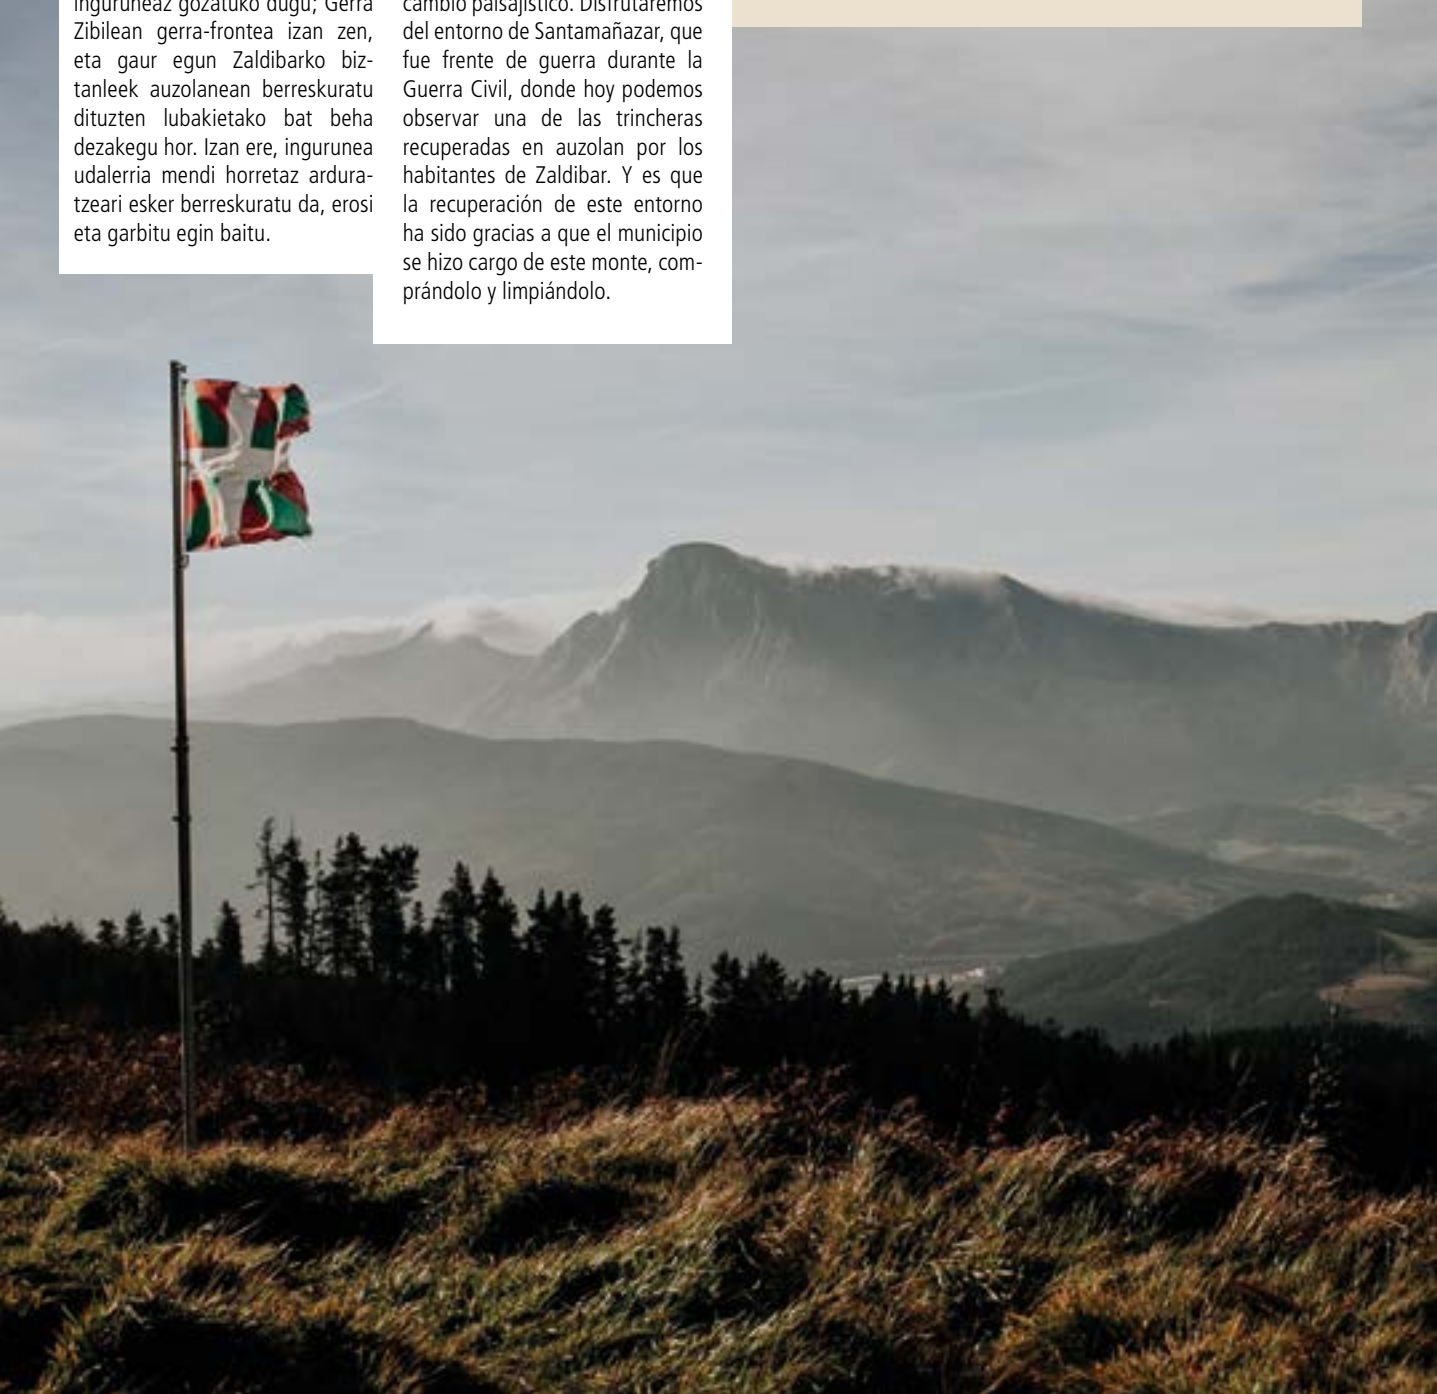 inguruneaz gozatuko dugu; Gerra
Zibilean gerra-frontea izan zen,
eta gaur egun Zaldibarko biz-
tanleek auzolanean berreskuratu
dituzten lubakietako bat beha
dezakegu hor. Izan ere, ingurunea
udalerria mendi horretaz ardura-
tzeari esker berreskuratu da, erosi
eta garbitu egin baitu.
cambio paisajístico. Disfrutaremos
del entorno de Santamañazar, que
fue frente de guerra durante la
Guerra Civil, donde hoy podemos
observar una de las trincheras
recuperadas en auzolan por los
habitantes de Zaldibar. Y es que
la recuperación de este entorno
ha sido gracias a que el municipio
se hizo cargo de este monte, com-
prándolo y limpiándolo.